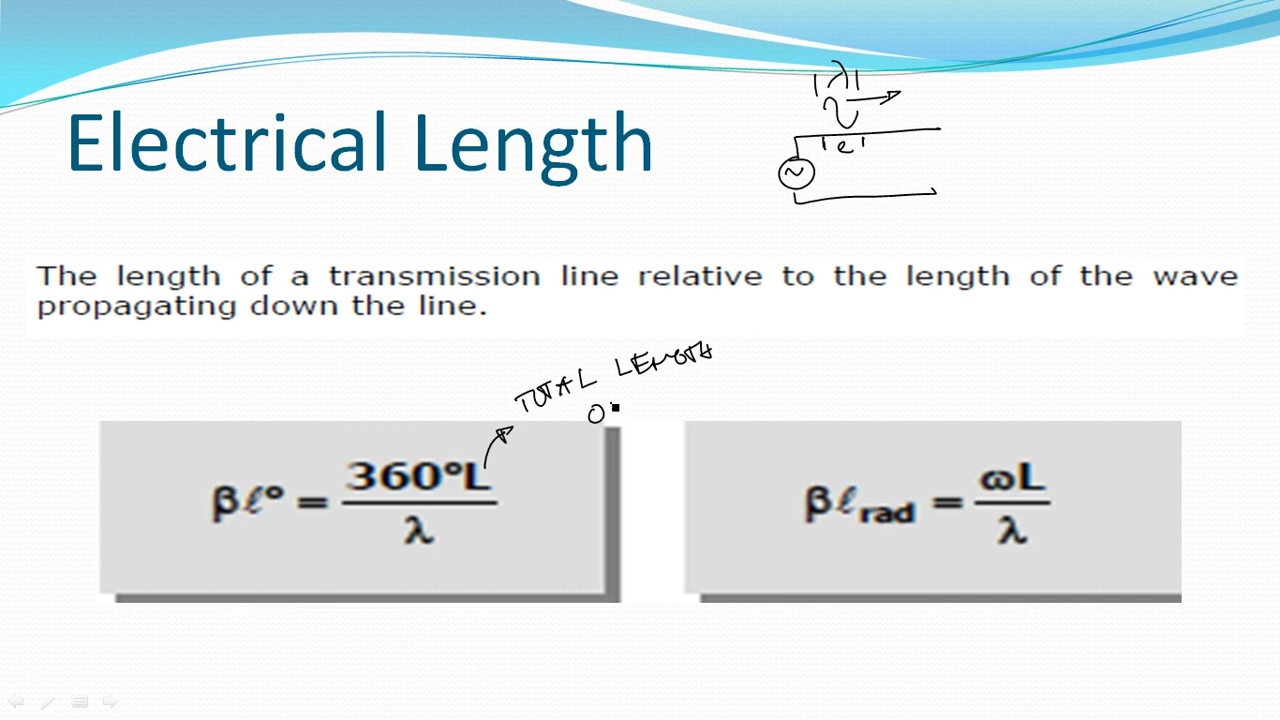 Electrical Length
|λ|
'e'
The length of a transmission line relative to the length of the wave
propagating down the line.
TOTAL LENGTH
O
βℓ° = 360°L / λ
βℓrad = ωL / λ